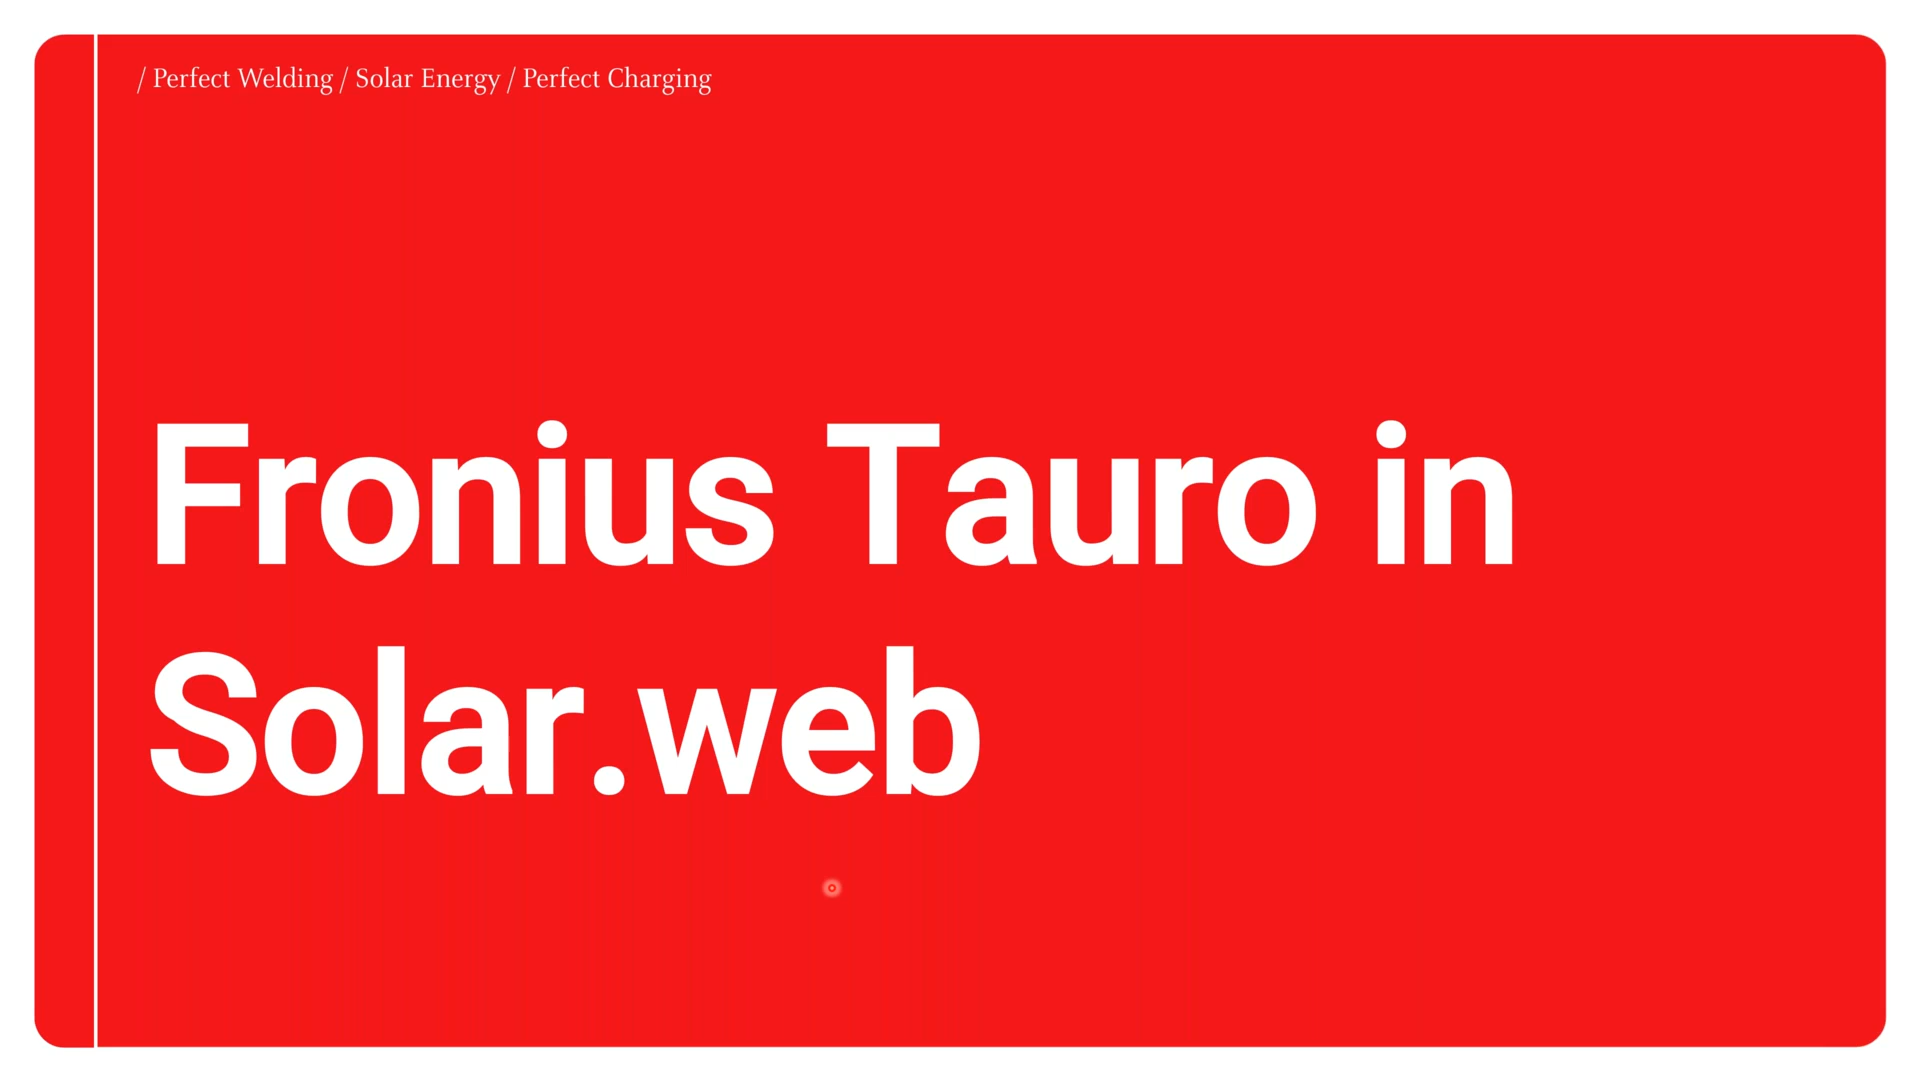 / Perfect Welding / Solar Energy / Perfect Charging
Fronius Tauro in
Solar.web